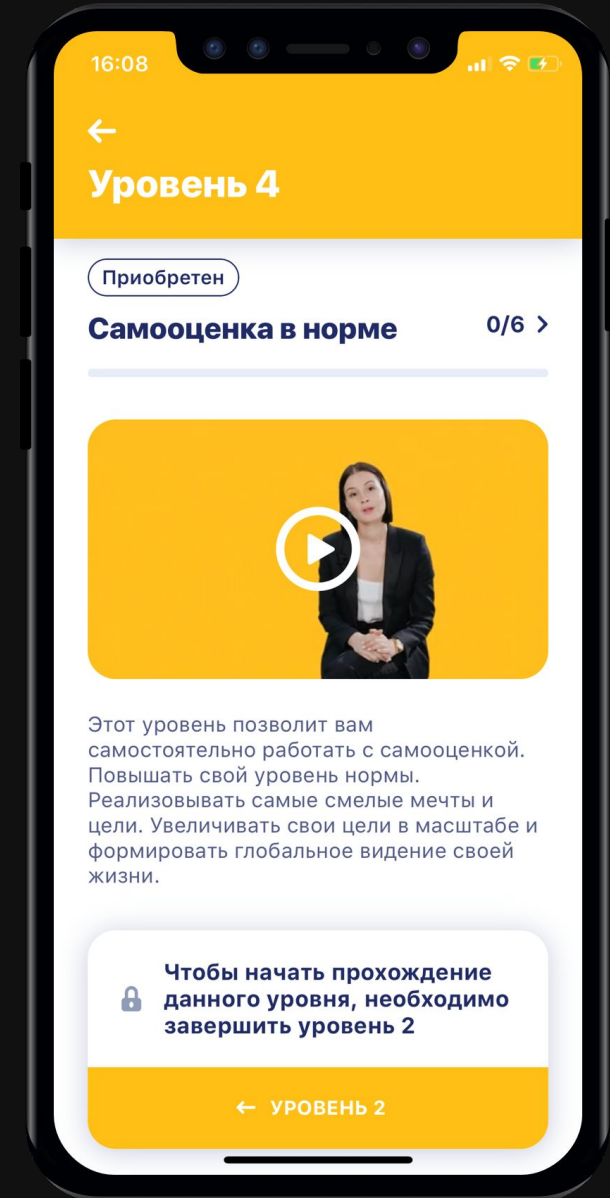 16:08
Уровень 4
Приобретен
Самооценка в норме
0/6
Этот уровень позволит вам
самостоятельно работать с самооценкой.
Повышать свой уровень нормы.
Реализовывать самые смелые мечты и
цели. Увеличивать свои цели в масштабе и
формировать глобальное видение своей
жизни.
Чтобы начать прохождение
данного уровня, необходимо
завершить уровень 2
← УРОВЕНЬ 2